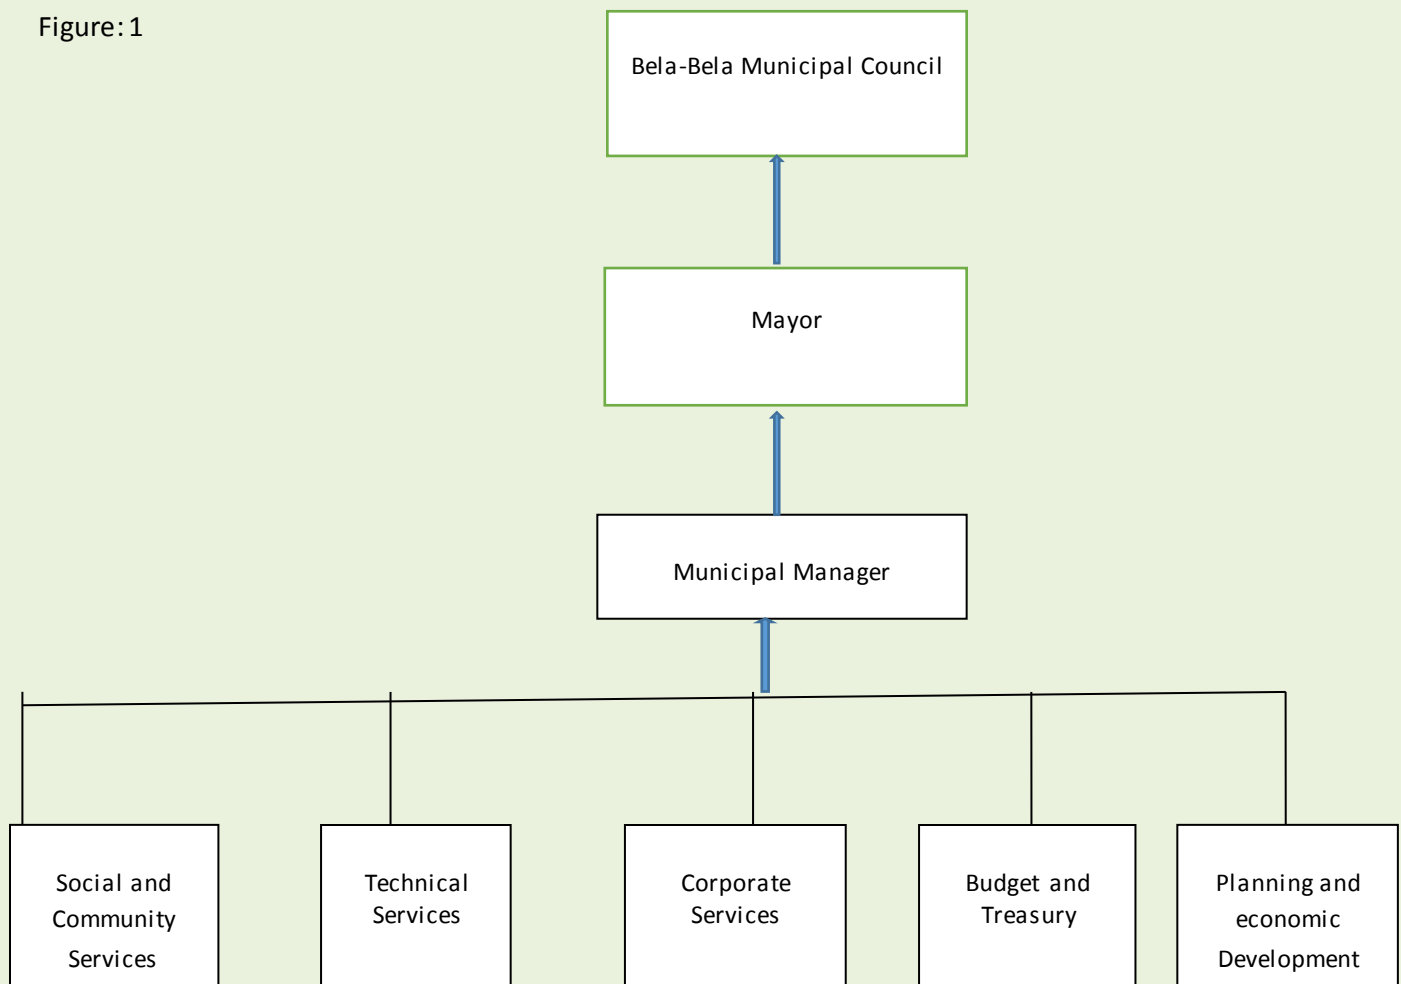 Figure: 1
Bela-Bela Municipal Council
Mayor
Municipal Manager
Social and
Community
Services
Technical
Services
Corporate
Services
Budget and
Treasury
Planning and
economic
Development